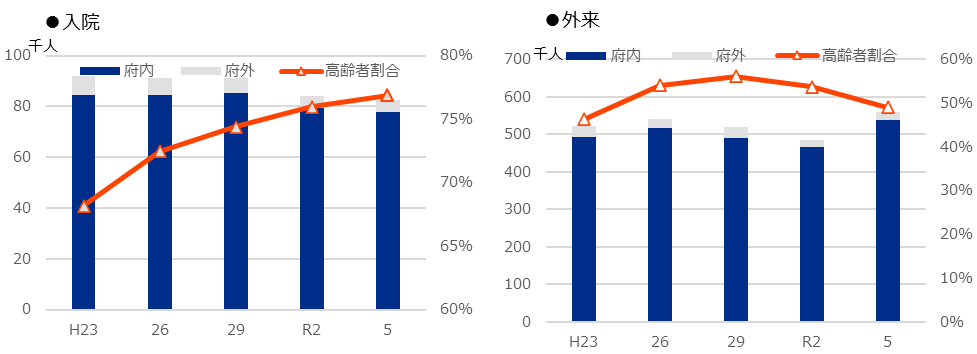 ●入院
千人
府内 府外 高齢者割合
100 80%
80 75%
60 70%
40 65%
20 60%
0
H23 26 29 R2 5
●外来
千人 府内 府外 高齢者割合
700 60%
600 50%
500 40%
400 30%
300 20%
200 10%
100 0%
0
H23 26 29 R2 5